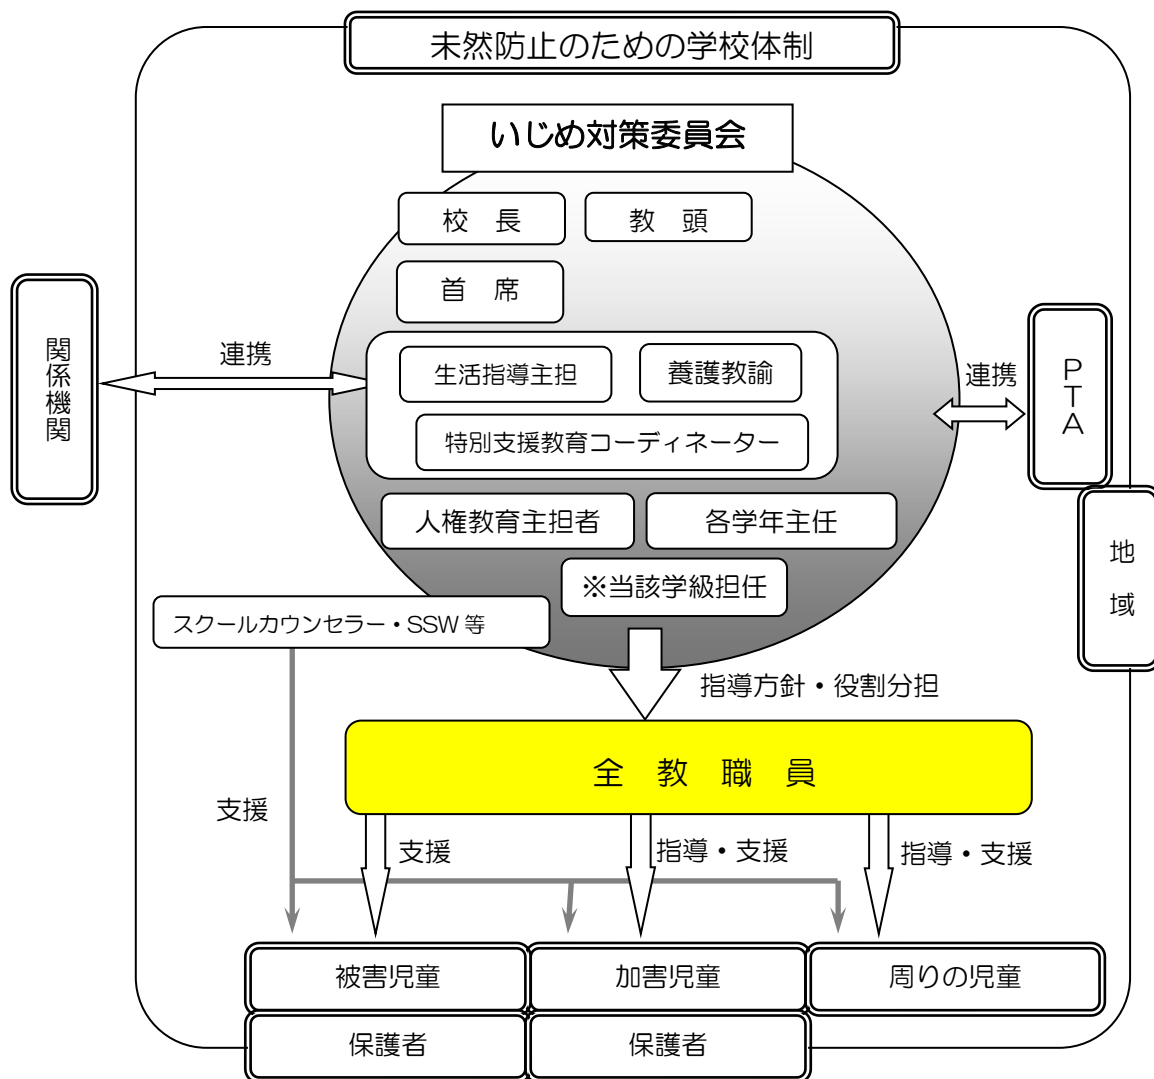 未然防止のための学校体制
いじめ対策委員会
校　長
教　頭
首　席
関係機関
連携
生活指導主担
養護教諭
特別支援教育コーディネーター
連携
PTA
人権教育主担者
各学年主任
地域
※当該学級担任
スクールカウンセラー・SSW 等
指導方針・役割分担
全　教　職　員
支援
支援
指導・支援
指導・支援
被害児童
加害児童
周りの児童
保護者
保護者